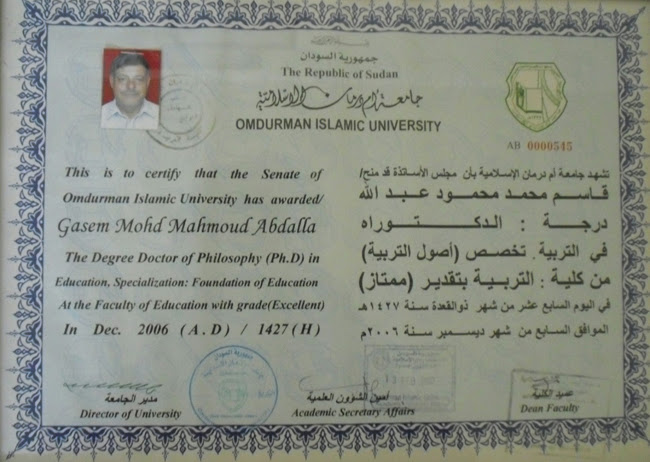 جمهورية السودان
The Republic of Sudan
جامعة أم درمان الإسلامية
OMDURMAN ISLAMIC UNIVERSITY
AB 0000545
This is to certify that the Senate of
Omdurman Islamic University has awarded/
Gasem Mohd Mahmoud Abdalla
The Degree Doctor of Philosophy (Ph.D) in
Education, Specialization: Foundation of Education
At the Faculty of Education with grade(Excellent)
In Dec. 2006 (A.D) / 1427 (H)
تشهد جامعة أم درمان الإسلامية بأن مجلس الأساتذة قد منح/
قاسم محمد محمود عبد الله
درجة : الدكتوراه
في التربية . تخصص (أصول التربية)
من كلية : التربية بتقدير (ممتاز)
في اليوم السابع عشر من شهر ذوالقعدة سنة ١٤٢٧هـ
الموافق السابع من شهر ديسمبر سنة ٢٠٠٦م
مدير الجامعة
Director of University
أمين الشؤون العلمية
Academic Secretary Affairs
عميد الكلية
Dean Faculty